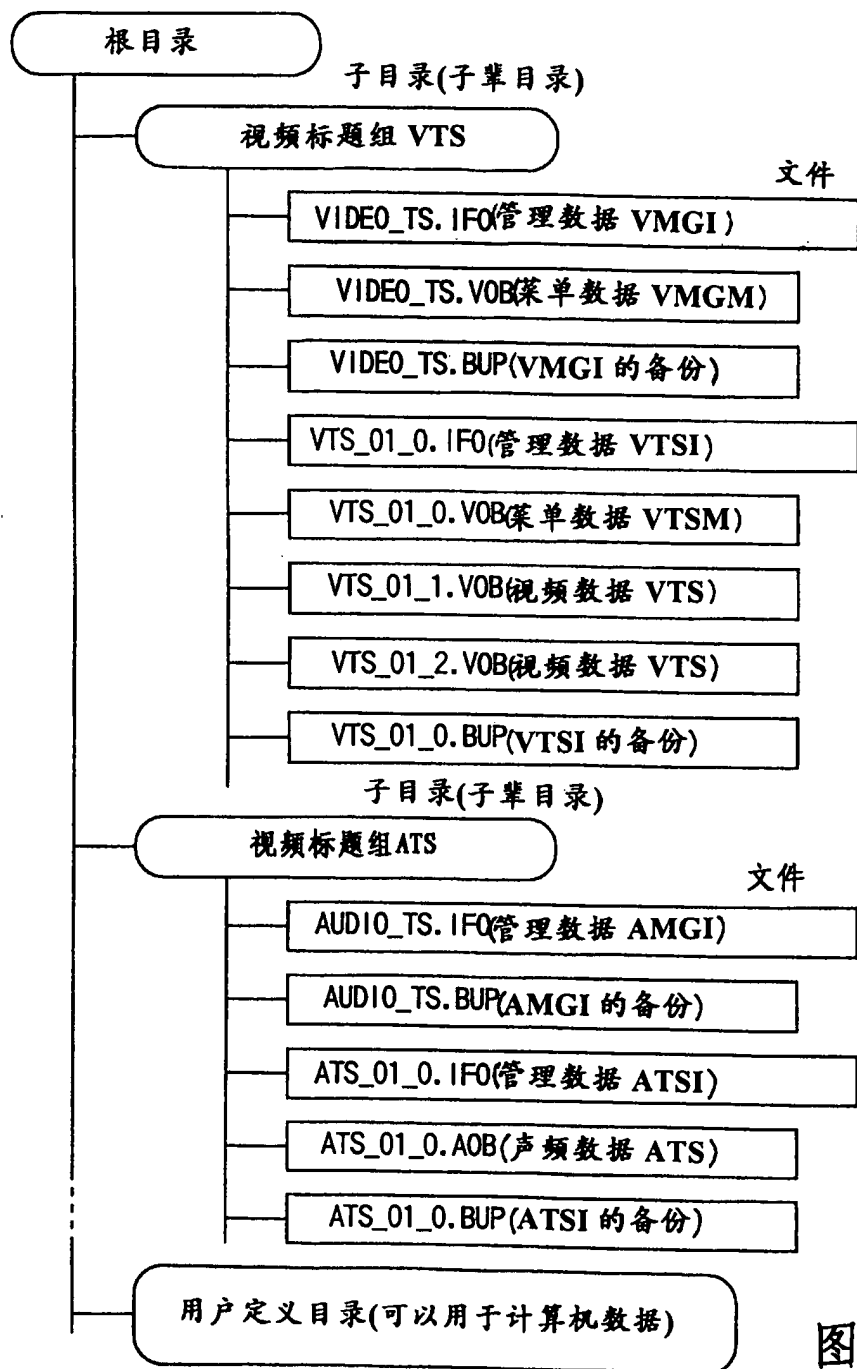 根目录
子目录(子辈目录)
视频标题组 VTS
文件
VIDEO_TS.IFO(管理数据 VMGI)
VIDEO_TS.VOB(菜单数据 VMGM)
VIDEO_TS.BUP(VMGI 的备份)
VTS_01_0.IFO(管理数据 VTSI)
VTS_01_0.VOB(菜单数据 VTSM)
VTS_01_1.VOB(视频数据 VTS)
VTS_01_2.VOB(视频数据 VTS)
VTS_01_0.BUP(VTSI 的备份)
子目录(子辈目录)
视频标题组ATS
文件
AUDIO_TS.IFO(管理数据 AMGI)
AUDIO_TS.BUP(AMGI 的备份)
ATS_01_0.IFO(管理数据 ATSI)
ATS_01_0.AOB(声频数据 ATS)
ATS_01_0.BUP(ATSI 的备份)
用户定义目录(可以用于计算机数据)
图